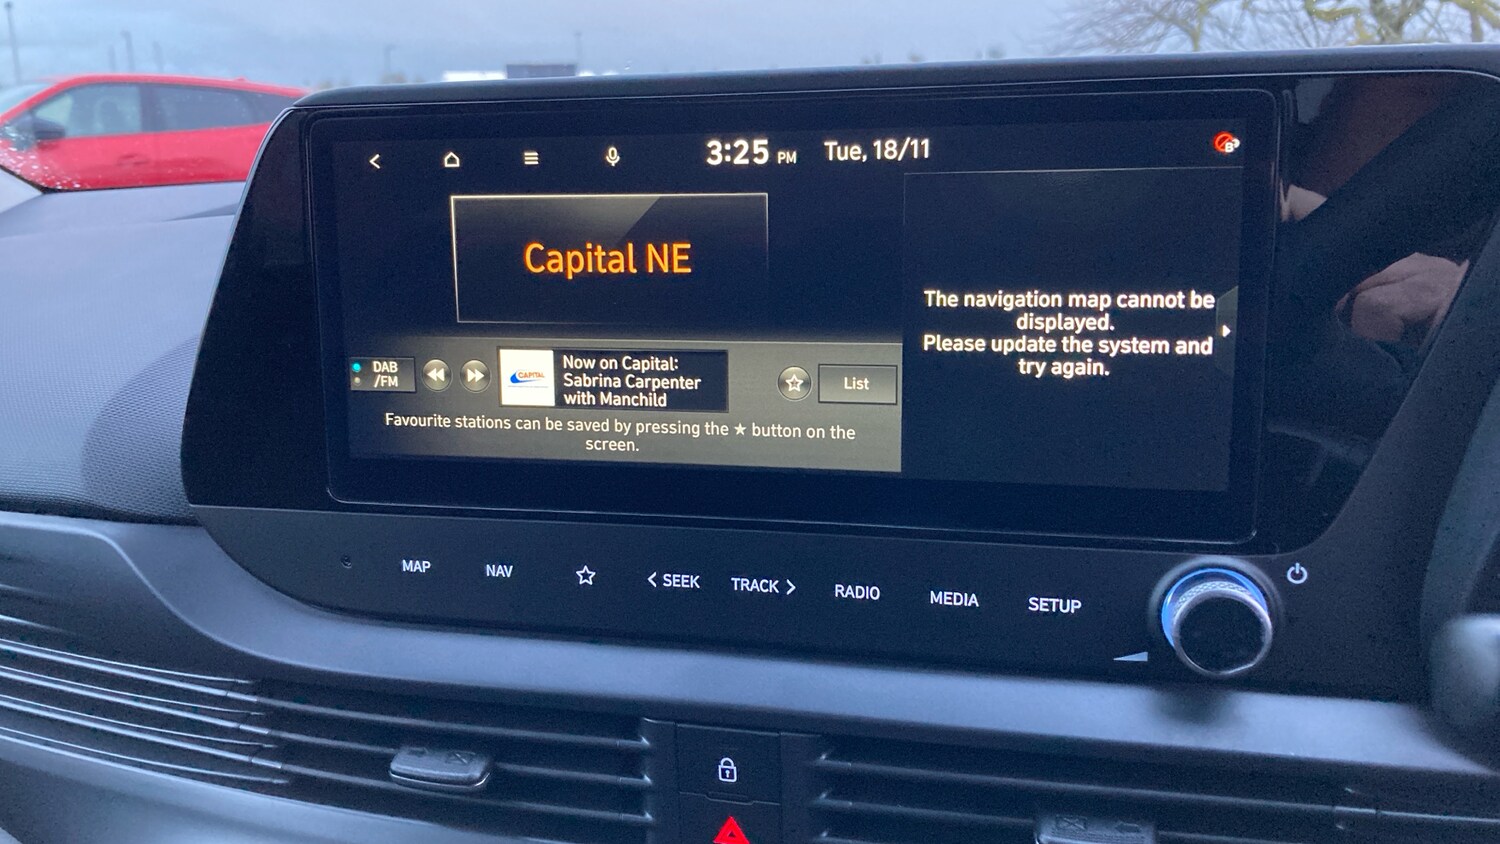 3:25 PM Tue, 18/11
Capital NE
DAB
/FM
CAPITAL
Now on Capital:
Sabrina Carpenter
with Manchild
List
Favourite stations can be saved by pressing the ★ button on the
screen.
The navigation map cannot be
displayed.
Please update the system and
try again.
MAP NAV < SEEK TRACK > RADIO MEDIA SETUP